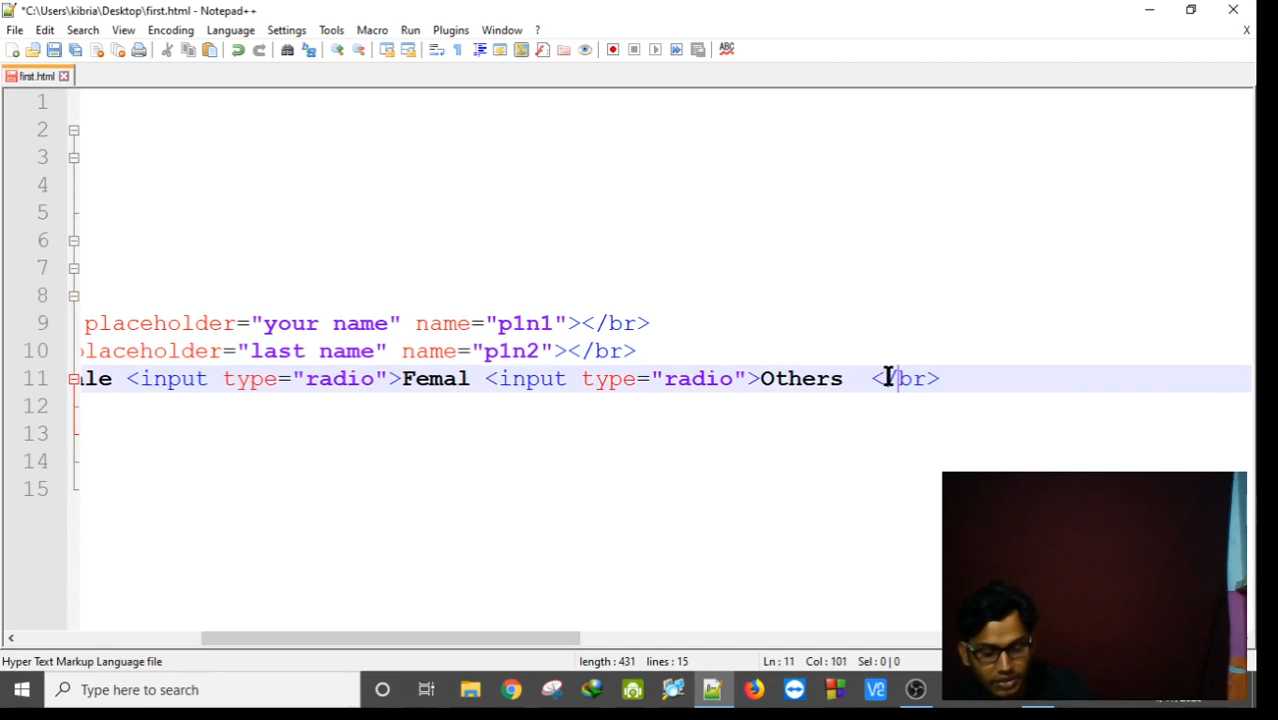 *C:\Users\kibria\Desktop\first.html - Notepad++
File Edit Search View Encoding Language Settings Tools Macro Run Plugins Window ? X
ABC
first.html
1
2
3
4
5
6
7
8
9 placeholder="your name" name="p1n1"></br>
10 placeholder="last name" name="p1n2"></br>
11 ale <input type="radio">Femal <input type="radio">Others </br>
12
13
14
15
Hyper Text Markup Language file length : 431 lines : 15 Ln : 11 Col : 101 Sel : 0 | 0
Type here to search